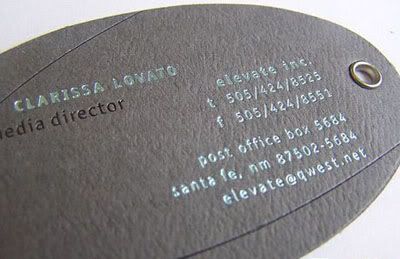 CLARISSA LOVATO
media director
elevate inc.
t 505/424/8525
f 505/424/8551
post office box 5684
santa fe, nm 87502-5684
elevate@qwest.net